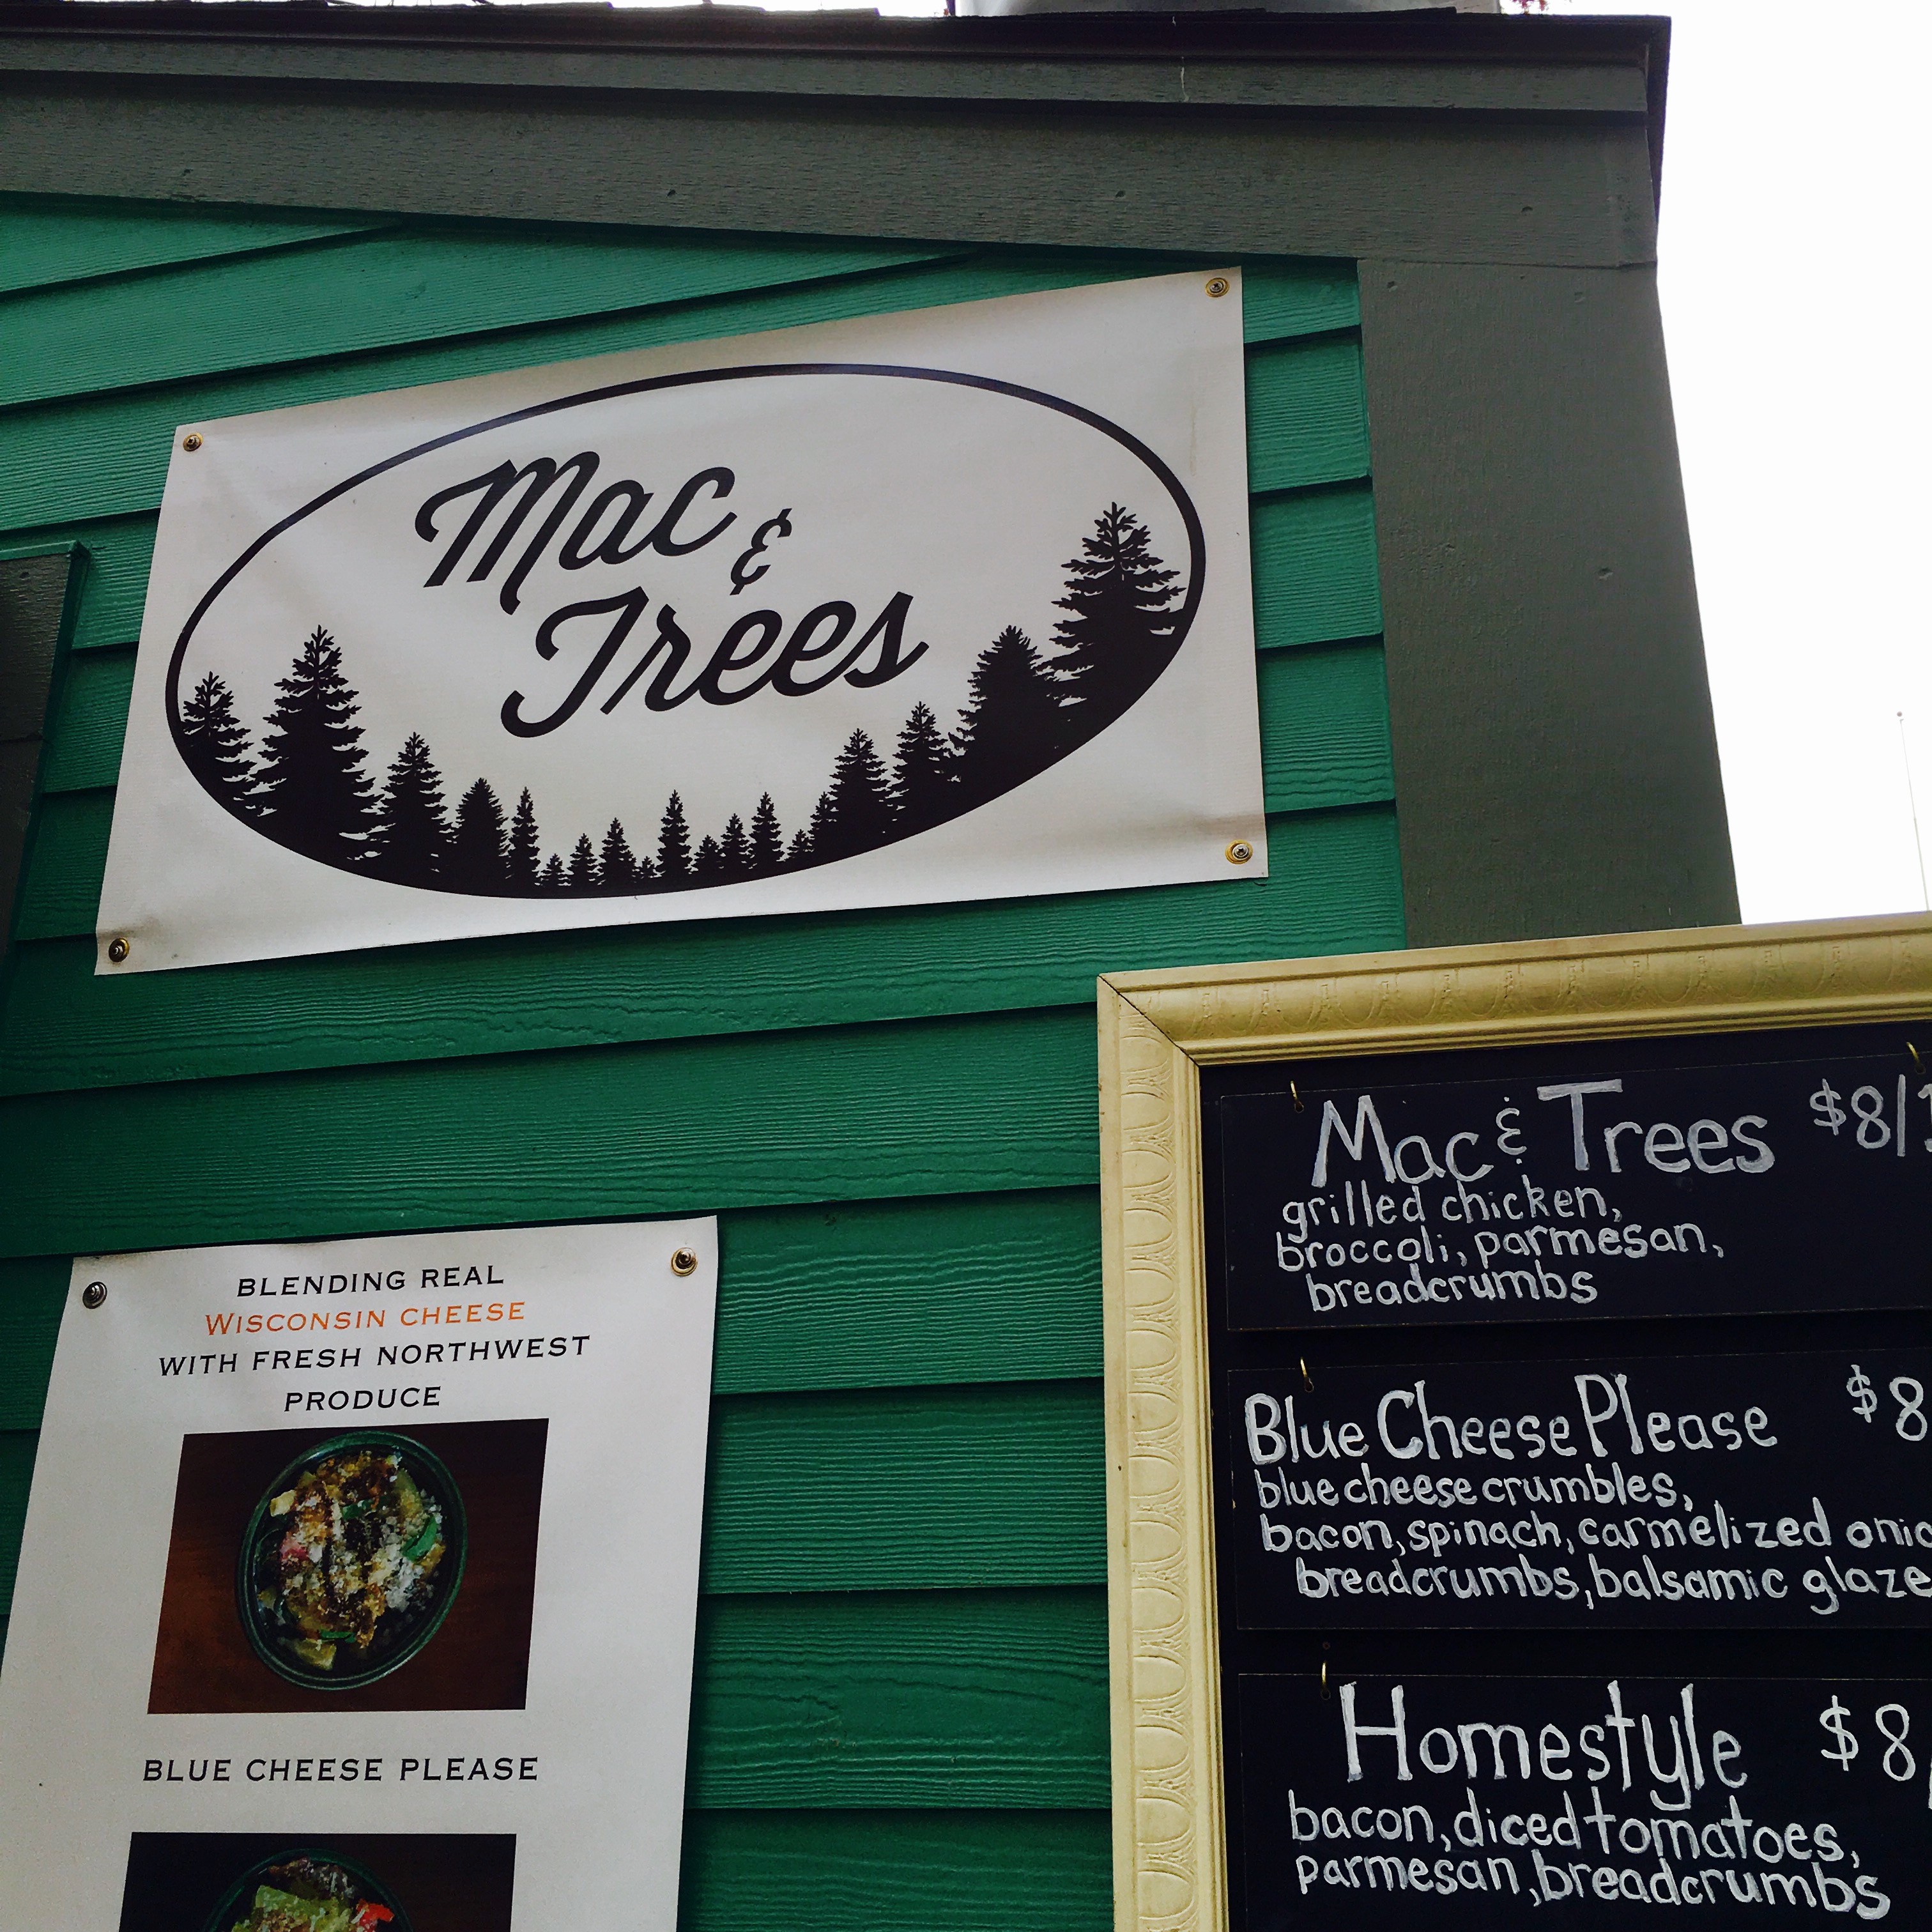 Mac
&
Trees
BLENDING REAL
WISCONSIN CHEESE
WITH FRESH NORTHWEST
PRODUCE
BLUE CHEESE PLEASE
Mac & Trees $8/1
grilled chicken,
broccoli, parmesan,
breadcrumbs
Blue Cheese Please $8
blue cheese crumbles,
bacon, spinach, carmelized
breadcrumbs, balsamic glaze
Homestyle $8
bacon, diced tomatoes,
parmesan, breadcrumbs